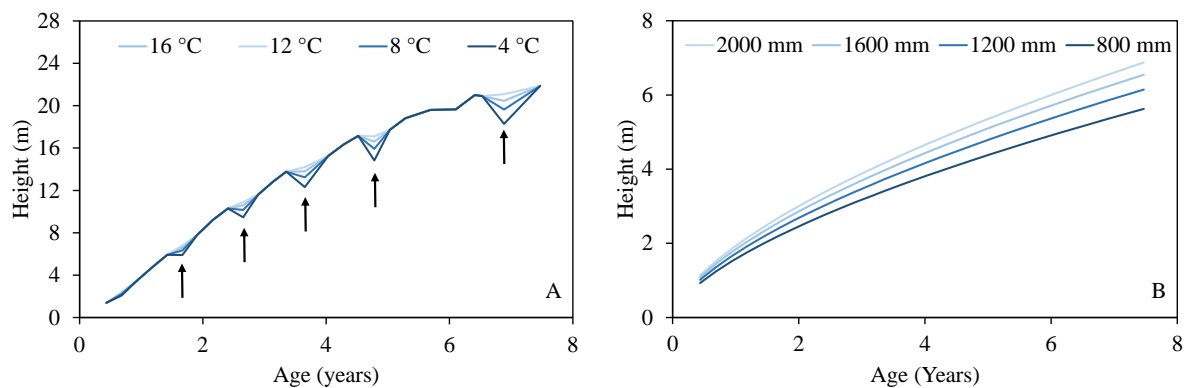 28
24
20
16
12
8
4
0
Height (m)
16 °C 12 °C 8 °C 4 °C
A
0 2 4 6 8
Age (years)
8
6
4
2
0
Height (m)
2000 mm 1600 mm 1200 mm 800 mm
B
0 2 4 6 8
Age (Years)